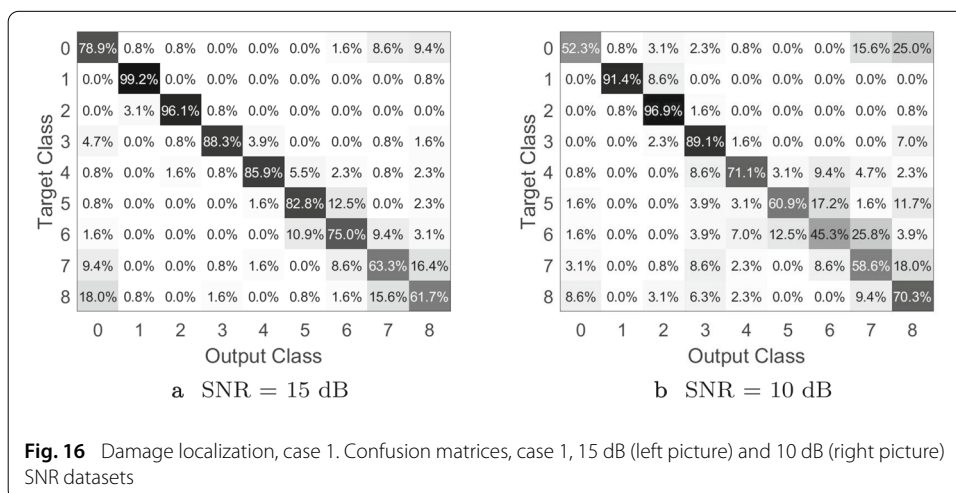 0 78.9% 0.8% 0.8% 0.0% 0.0% 0.0% 1.6% 8.6% 9.4%
1 0.0% 99.2% 0.0% 0.0% 0.0% 0.0% 0.0% 0.0% 0.8%
2 0.0% 3.1% 96.1% 0.8% 0.0% 0.0% 0.0% 0.0% 0.0%
3 4.7% 0.0% 0.8% 88.3% 3.9% 0.0% 0.0% 0.8% 1.6%
4 0.8% 0.0% 1.6% 0.8% 85.9% 5.5% 2.3% 0.8% 2.3%
5 0.8% 0.0% 0.0% 0.0% 1.6% 82.8% 12.5% 0.0% 2.3%
6 1.6% 0.0% 0.0% 0.0% 0.0% 10.9% 75.0% 9.4% 3.1%
7 9.4% 0.0% 0.0% 0.8% 1.6% 0.0% 8.6% 63.3% 16.4%
8 18.0% 0.8% 0.0% 1.6% 0.0% 0.8% 1.6% 15.6% 61.7%
0 1 2 3 4 5 6 7 8
Target Class
Output Class
a SNR = 15 dB
0 52.3% 0.8% 3.1% 2.3% 0.8% 0.0% 0.0% 15.6% 25.0%
1 0.0% 91.4% 8.6% 0.0% 0.0% 0.0% 0.0% 0.0% 0.0%
2 0.0% 0.8% 96.9% 1.6% 0.0% 0.0% 0.0% 0.0% 0.8%
3 0.0% 0.0% 2.3% 89.1% 1.6% 0.0% 0.0% 0.0% 7.0%
4 0.8% 0.0% 0.0% 8.6% 71.1% 3.1% 9.4% 4.7% 2.3%
5 1.6% 0.0% 0.0% 3.9% 3.1% 60.9% 17.2% 1.6% 11.7%
6 1.6% 0.0% 0.0% 3.9% 7.0% 12.5% 45.3% 25.8% 3.9%
7 3.1% 0.0% 0.8% 8.6% 2.3% 0.0% 8.6% 58.6% 18.0%
8 8.6% 0.0% 3.1% 6.3% 2.3% 0.0% 0.0% 9.4% 70.3%
0 1 2 3 4 5 6 7 8
Target Class
Output Class
b SNR = 10 dB
Fig. 16 Damage localization, case 1. Confusion matrices, case 1, 15 dB (left picture) and 10 dB (right picture)
SNR datasets